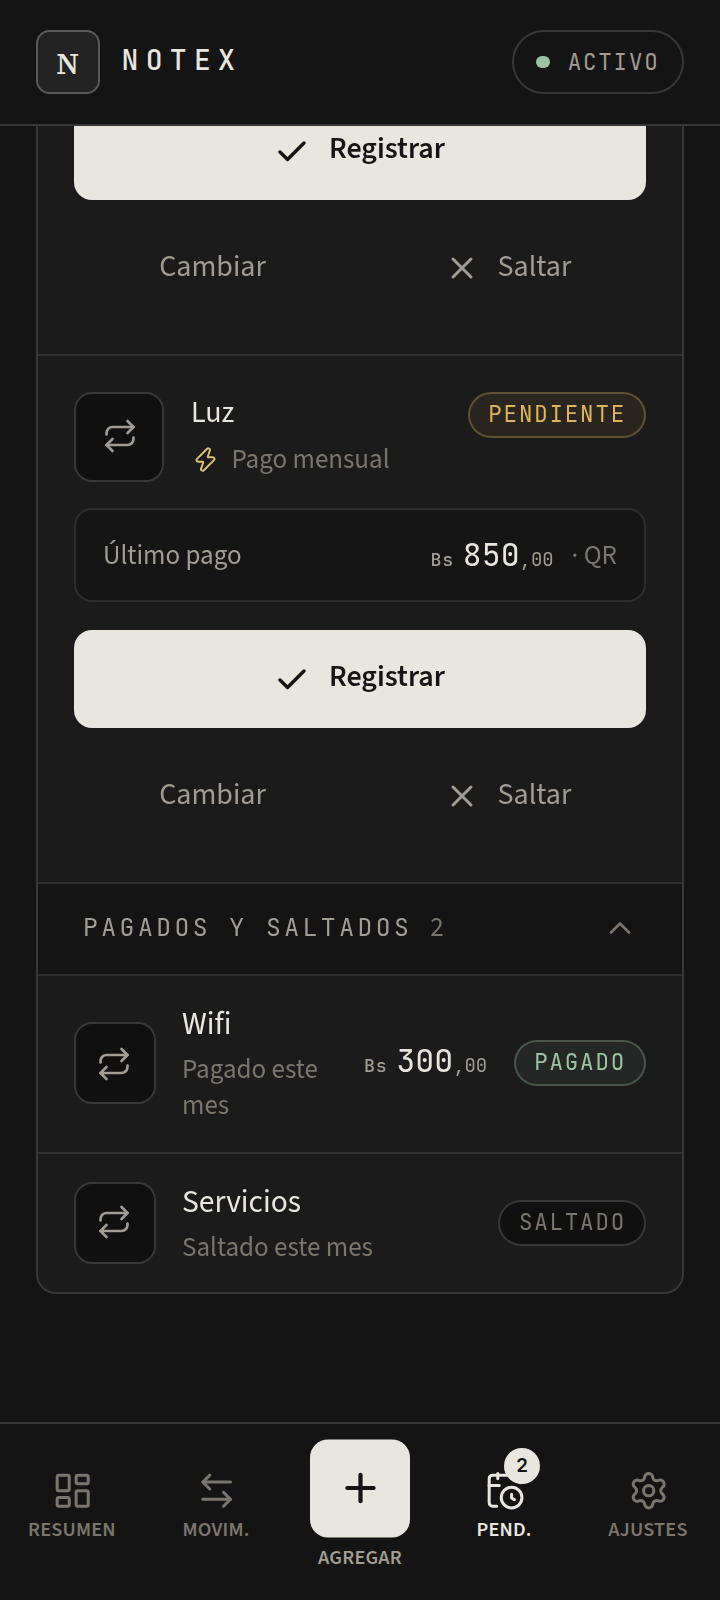 N NOTEX ACTIVO
Registrar
Cambiar Saltar
Luz PENDIENTE
Pago mensual
Último pago Bs 850,00 · QR
Registrar
Cambiar Saltar
PAGADOS Y SALTADOS 2
Wifi
Pagado este
mes
Bs 300,00 PAGADO
Servicios
Saltado este mes
SALTADO
2
RESUMEN MOVIM. PEND. AJUSTES
AGREGAR